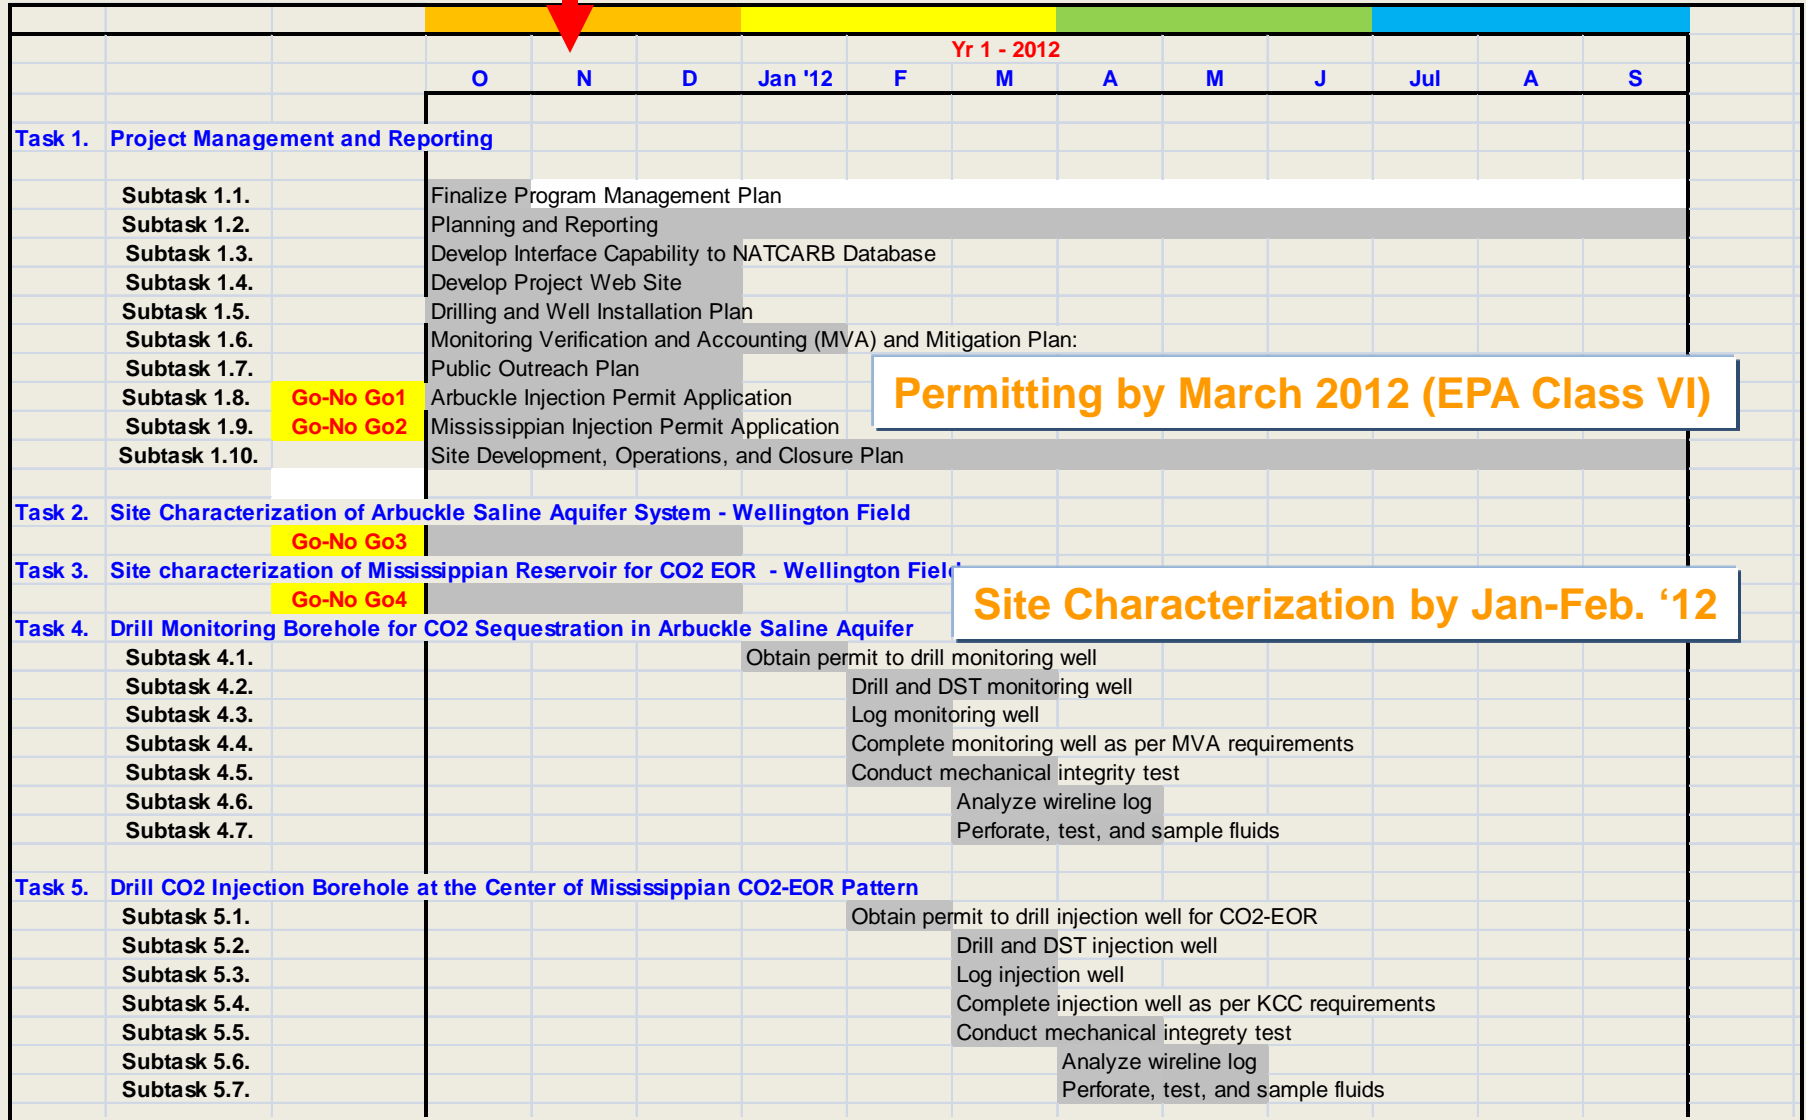 Yr 1 - 2012
O N D Jan '12 F M A M J Jul A S
Task 1. Project Management and Reporting
Subtask 1.1. Finalize Program Management Plan
Subtask 1.2. Planning and Reporting
Subtask 1.3. Develop Interface Capability to NATCARB Database
Subtask 1.4. Develop Project Web Site
Subtask 1.5. Drilling and Well Installation Plan
Subtask 1.6. Monitoring Verification and Accounting (MVA) and Mitigation Plan:
Subtask 1.7. Public Outreach Plan
Subtask 1.8. Go-No Go1 Arbuckle Injection Permit Application
Permitting by March 2012 (EPA Class VI)
Subtask 1.9. Go-No Go2 Mississippian Injection Permit Application
Subtask 1.10. Site Development, Operations, and Closure Plan
Task 2. Site Characterization of Arbuckle Saline Aquifer System - Wellington Field
Go-No Go3
Task 3. Site characterization of Mississippian Reservoir for CO2 EOR - Wellington Field
Go-No Go4
Site Characterization by Jan-Feb. ‘12
Task 4. Drill Monitoring Borehole for CO2 Sequestration in Arbuckle Saline Aquifer
Subtask 4.1. Obtain permit to drill monitoring well
Subtask 4.2. Drill and DST monitoring well
Subtask 4.3. Log monitoring well
Subtask 4.4. Complete monitoring well as per MVA requirements
Subtask 4.5. Conduct mechanical integrity test
Subtask 4.6. Analyze wireline log
Subtask 4.7. Perforate, test, and sample fluids
Task 5. Drill CO2 Injection Borehole at the Center of Mississippian CO2-EOR Pattern
Subtask 5.1. Obtain permit to drill injection well for CO2-EOR
Subtask 5.2. Drill and DST injection well
Subtask 5.3. Log injection well
Subtask 5.4. Complete injection well as per KCC requirements
Subtask 5.5. Conduct mechanical integrety test
Subtask 5.6. Analyze wireline log
Subtask 5.7. Perforate, test, and sample fluids